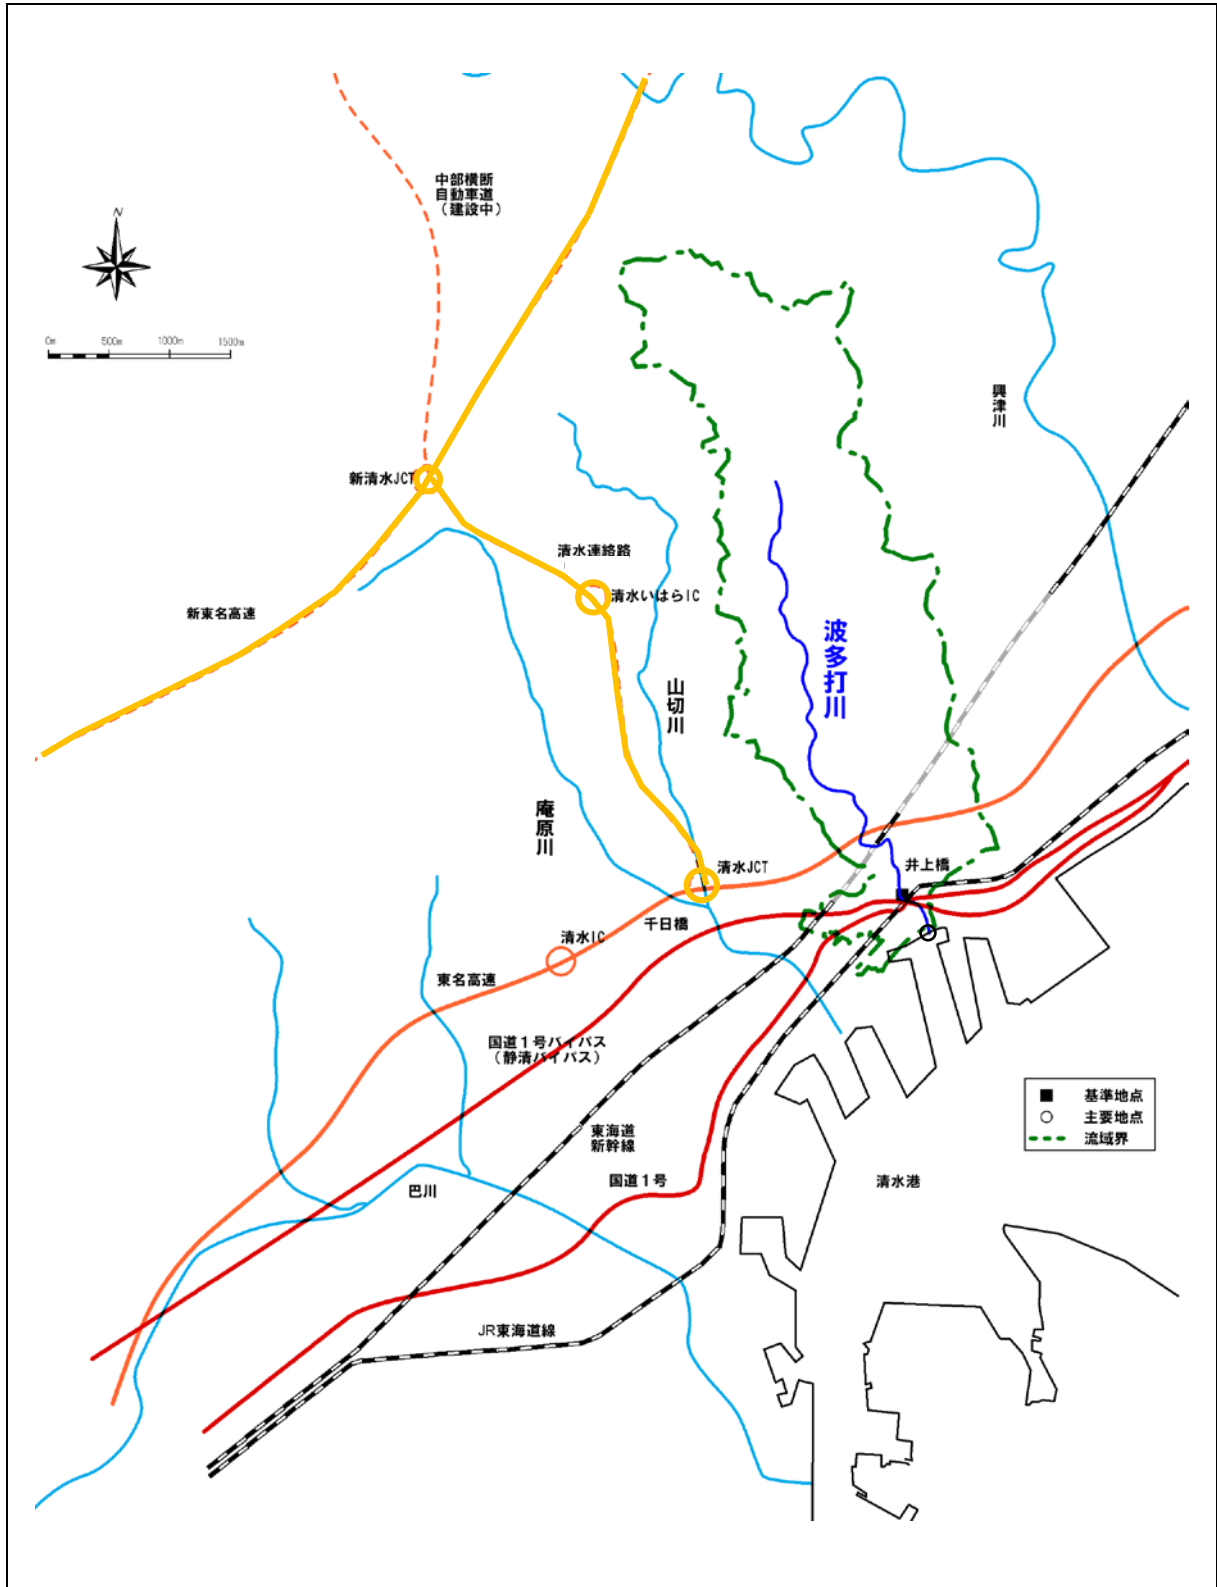 中部横断
自動車道
（建設中）
N
0m 500m 1000m 1500m
興津川
新清水JCT
清水連絡路
清水いはらIC
新東名高速
波多打川
山切川
庵原川
井上橋
清水JCT
千日橋
清水IC
東名高速
国道１号バイパス
（静清バイパス）
基準地点
主要地点
流域界
東海道
新幹線
国道１号
清水港
巴川
JR東海道線